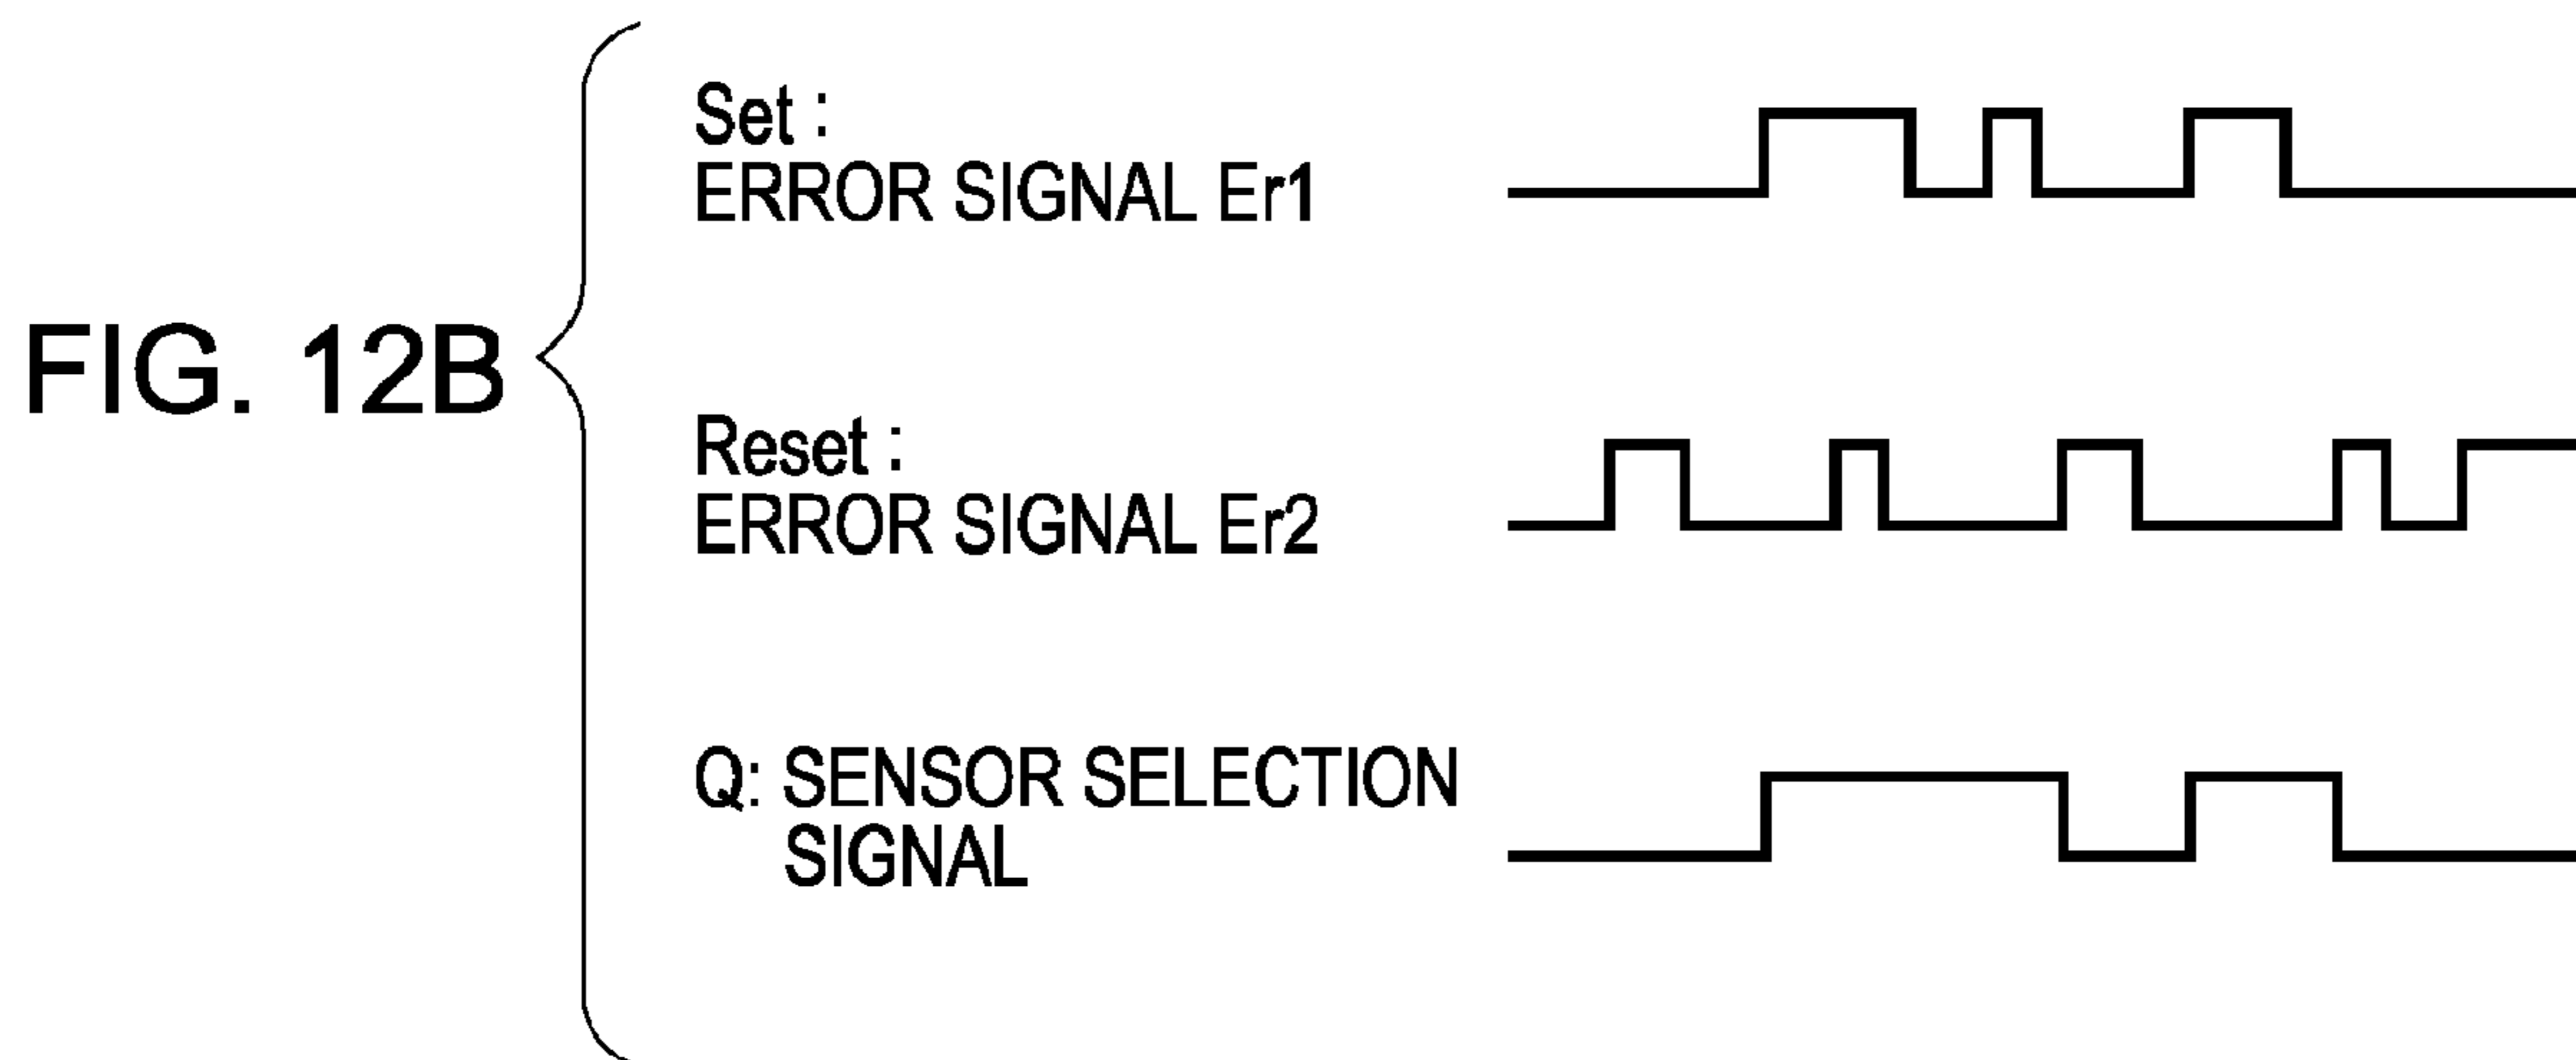 FIG. 12B
Set :
ERROR SIGNAL Er1
Reset :
ERROR SIGNAL Er2
Q: SENSOR SELECTION
SIGNAL